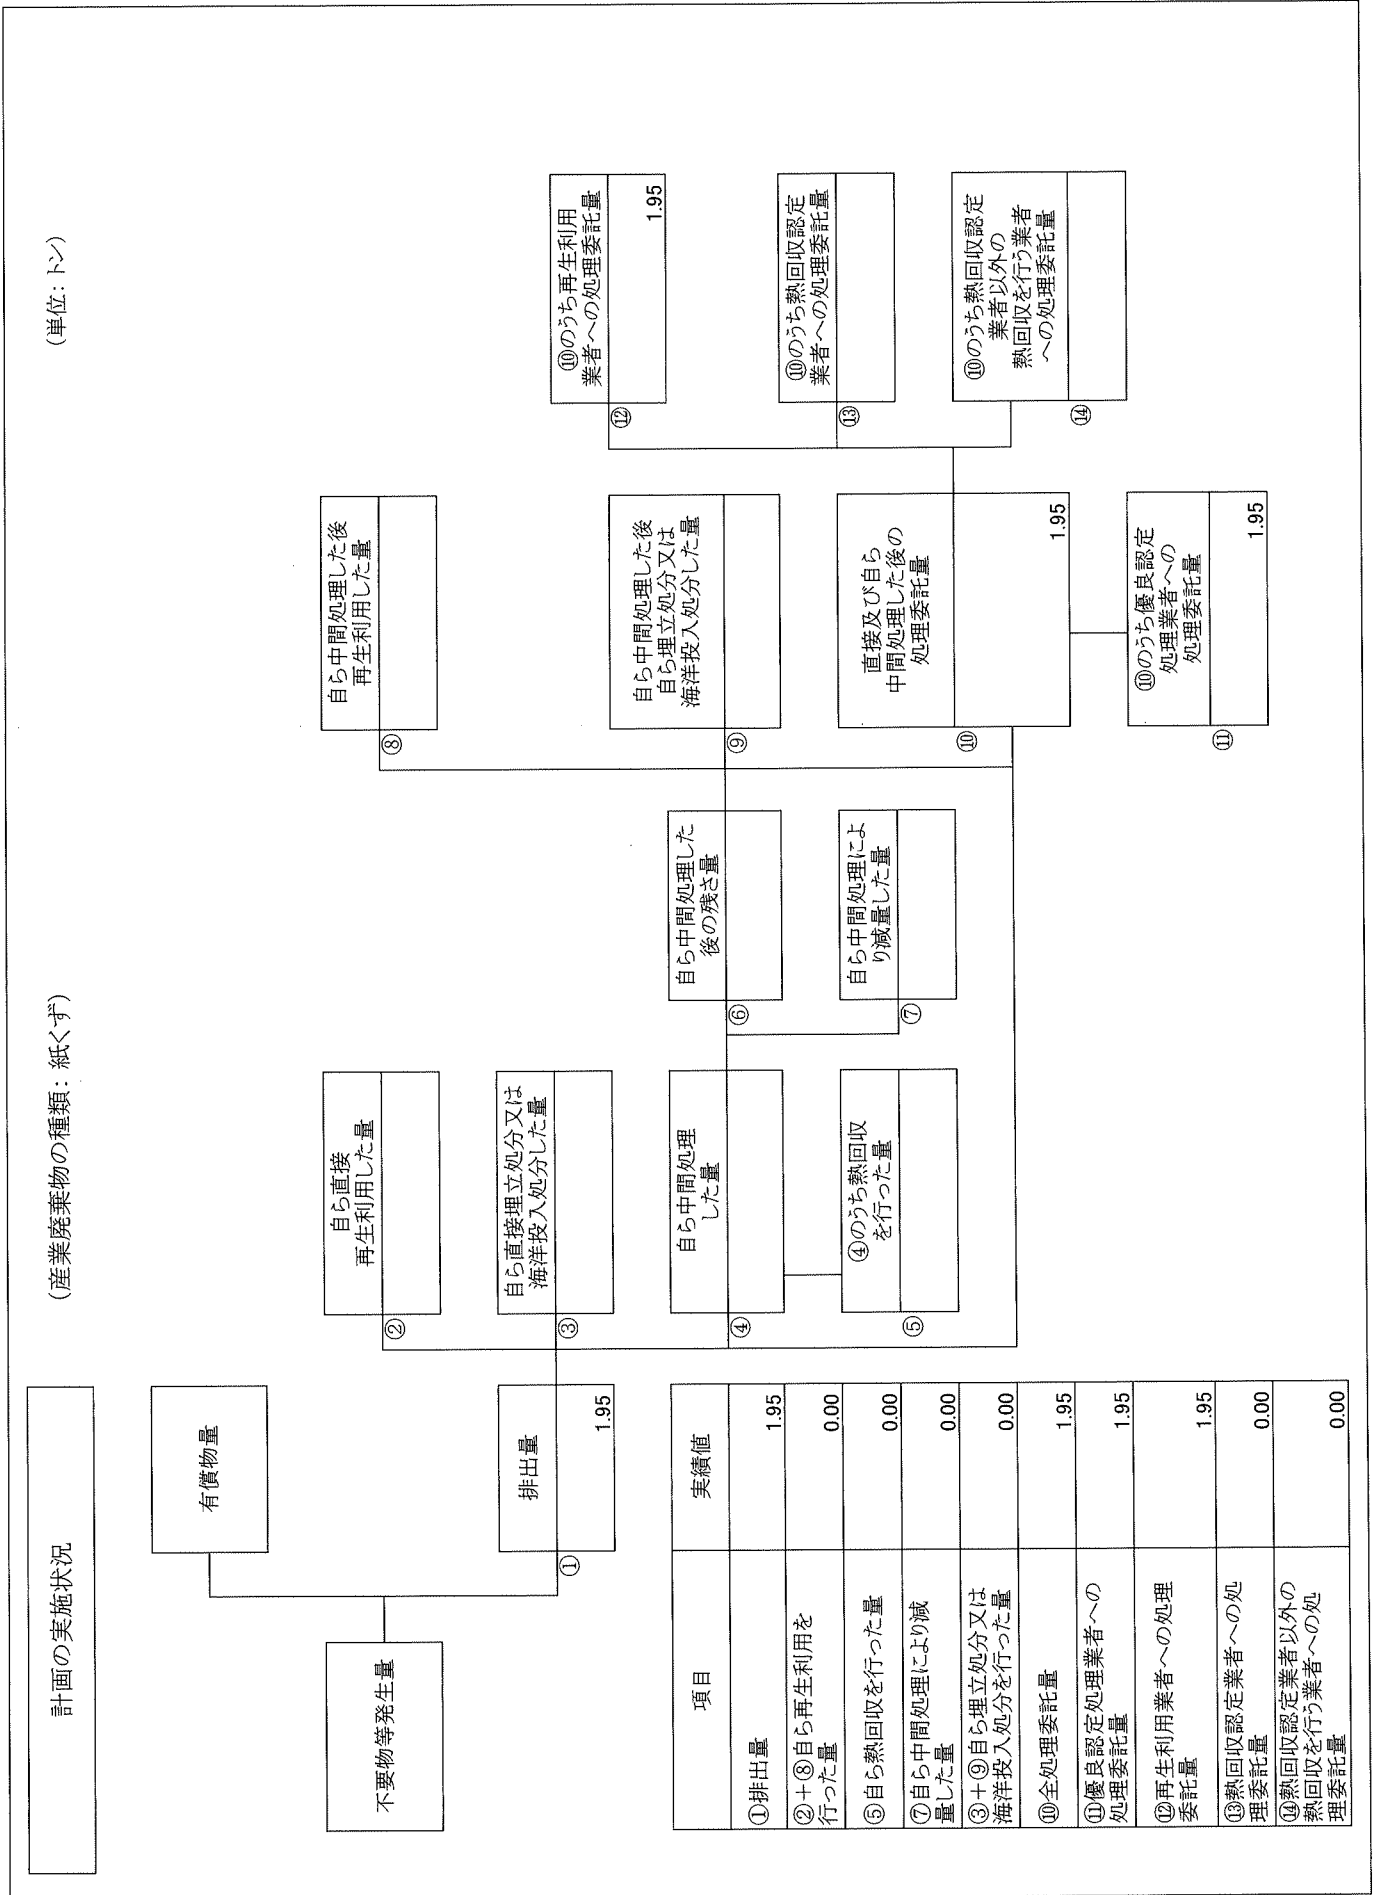 計画の実施状況
(産業廃棄物の種類: 紙くず)
(単位: トン)
有償物量
不要物等発生量
①
排出量
1.95
②
自ら直接
再生利用した量
③
自ら直接埋立処分又は
海洋投入処分した量
④
自ら中間処理
した量
⑤
④のうち熱回収
を行った量
⑥
自ら中間処理した
後の残さ量
⑦
自ら中間処理によ
り減量した量
⑧
自ら中間処理した後
再生利用した量
⑨
自ら中間処理した後
自ら埋立処分又は
海洋投入処分した量
⑩
直接及び自ら
中間処理した後の
処理委託量
1.95
⑪
⑩のうち優良認定
処理業者への
処理委託量
1.95
⑫
⑩のうち再生利用
業者への処理委託量
1.95
⑬
⑩のうち熱回収認定
業者への処理委託量
⑭
⑩のうち熱回収認定
業者以外の
熱回収を行う業者
への処理委託量
項目 実績値
①排出量 1.95
②+⑧自ら再生利用を
行った量 0.00
⑤自ら熱回収を行った量 0.00
⑦自ら中間処理により減
量した量 0.00
③+⑨自ら埋立処分又は
海洋投入処分を行った量 0.00
⑩全処理委託量 1.95
⑪優良認定処理業者への
処理委託量 1.95
⑫再生利用業者への処理
委託量 1.95
⑬熱回収認定業者への処
理委託量 0.00
⑭熱回収認定業者以外の
熱回収を行う業者への処
理委託量 0.00